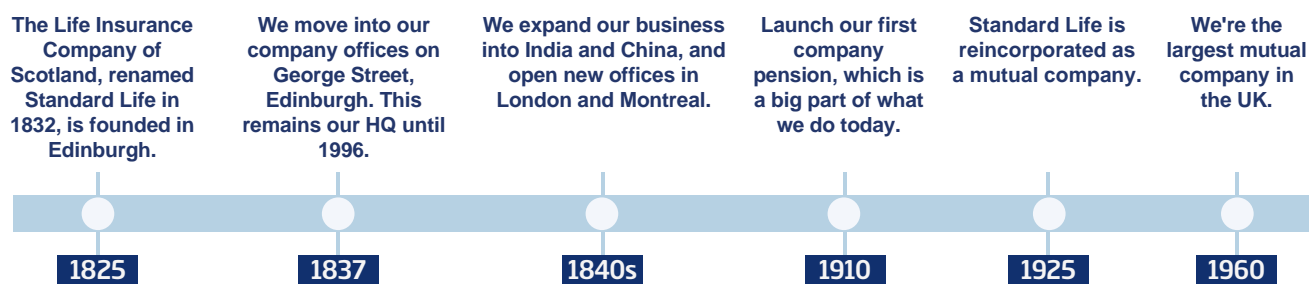 The Life Insurance
Company of
Scotland, renamed
Standard Life in
1832, is founded in
Edinburgh.
We move into our
company offices on
George Street,
Edinburgh. This
remains our HQ until
1996.
We expand our business
into India and China, and
open new offices in
London and Montreal.
Launch our first
company
pension, which is
a big part of what
we do today.
Standard Life is
reincorporated as
a mutual company.
We're the
largest mutual
company in
the UK.
1825
1837
1840s
1910
1925
1960